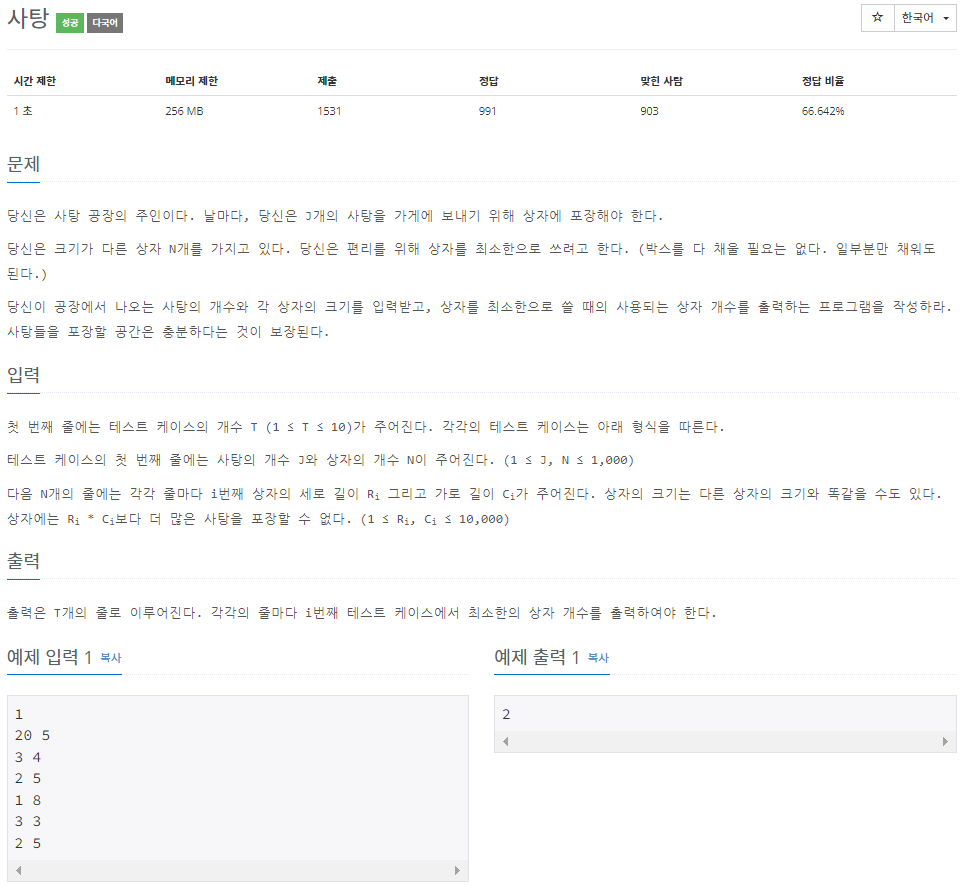 사탕 성공 다국어
☆ 한국어
시간 제한 메모리 제한 제출 정답 맞힌 사람 정답 비율
1 초 256 MB 1531 991 903 66.642%
문제
당신은 사탕 공장의 주인이다. 날마다, 당신은 J개의 사탕을 가게에 보내기 위해 상자에 포장해야 한다.
당신은 크기가 다른 상자 N개를 가지고 있다. 당신은 편리를 위해 상자를 최소한으로 쓰려고 한다. (박스를 다 채울 필요는 없다. 일부분만 채워도
된다.)
당신이 공장에서 나오는 사탕의 개수와 각 상자의 크기를 입력받고, 상자를 최소한으로 쓸 때의 사용되는 상자 개수를 출력하는 프로그램을 작성하라.
사탕들을 포장할 공간은 충분하다는 것이 보장된다.
입력
첫 번째 줄에는 테스트 케이스의 개수 T (1 ≤ T ≤ 10)가 주어진다. 각각의 테스트 케이스는 아래 형식을 따른다.
테스트 케이스의 첫 번째 줄에는 사탕의 개수 J와 상자의 개수 N이 주어진다. (1 ≤ J, N ≤ 1,000)
다음 N개의 줄에는 각각 줄마다 i번째 상자의 세로 길이 Ri 그리고 가로 길이 Ci가 주어진다. 상자의 크기는 다른 상자의 크기와 똑같을 수도 있다.
상자에는 Ri * Ci보다 더 많은 사탕을 포장할 수 없다. (1 ≤ Ri, Ci ≤ 10,000)
출력
출력은 T개의 줄로 이루어진다. 각각의 줄마다 i번째 테스트 케이스에서 최소한의 상자 개수를 출력하여야 한다.
예제 입력 1 복사
1
20 5
3 4
2 5
1 8
3 3
2 5
예제 출력 1 복사
2